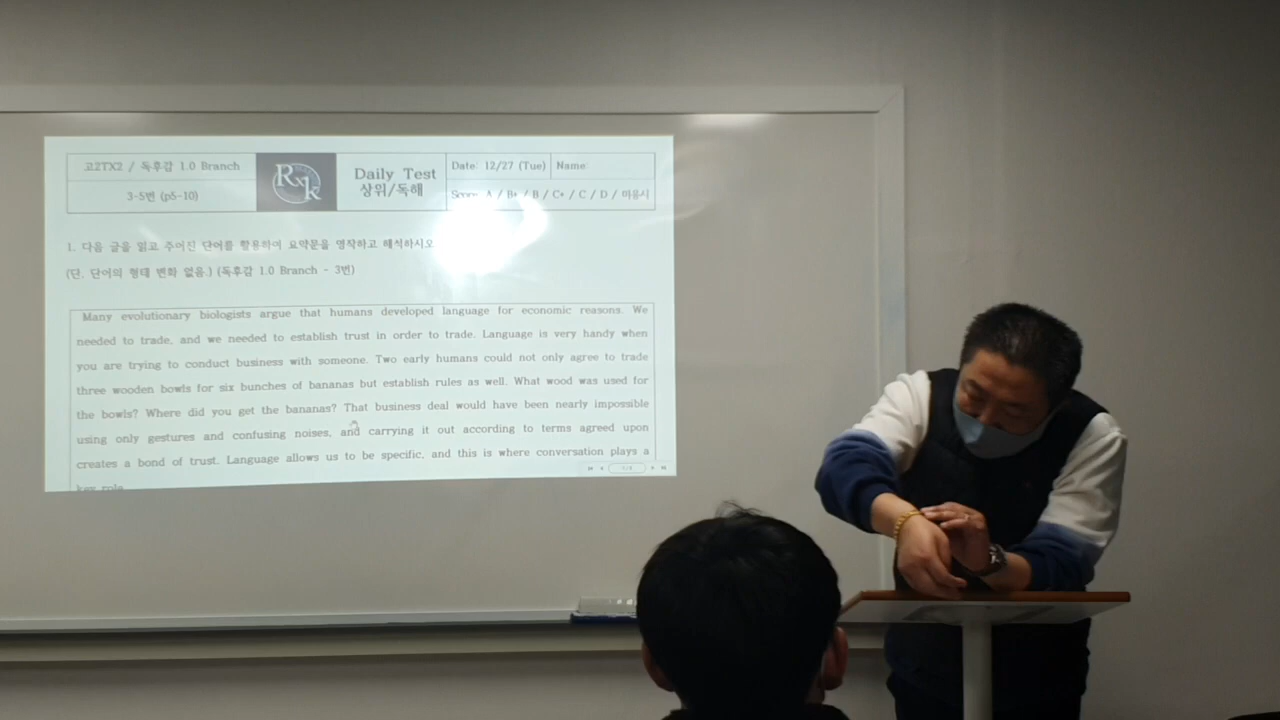 고2TX2 / 독후감 1.0 Branch
3-5번 (p5-10)
RxK
Daily Test
상위/독해
Date: 12/27 (Tue) Name:
Score: A / B+ / B / C+ / C / D / 미응시
1. 다음 글을 읽고 주어진 단어를 활용하여 요약문을 영작하고 해석하시오
(단, 단어의 형태 변화 없음.) (독후감 1.0 Branch - 3번)
Many evolutionary biologists argue that humans developed language for economic reasons. We
needed to trade, and we needed to establish trust in order to trade. Language is very handy when
you are trying to conduct business with someone. Two early humans could not only agree to trade
three wooden bowls for six bunches of bananas but establish rules as well. What wood was used for
the bowls? Where did you get the bananas? That business deal would have been nearly impossible
using only gestures and confusing noises, and carrying it out according to terms agreed upon
creates a bond of trust. Language allows us to be specific, and this is where conversation plays a
key role